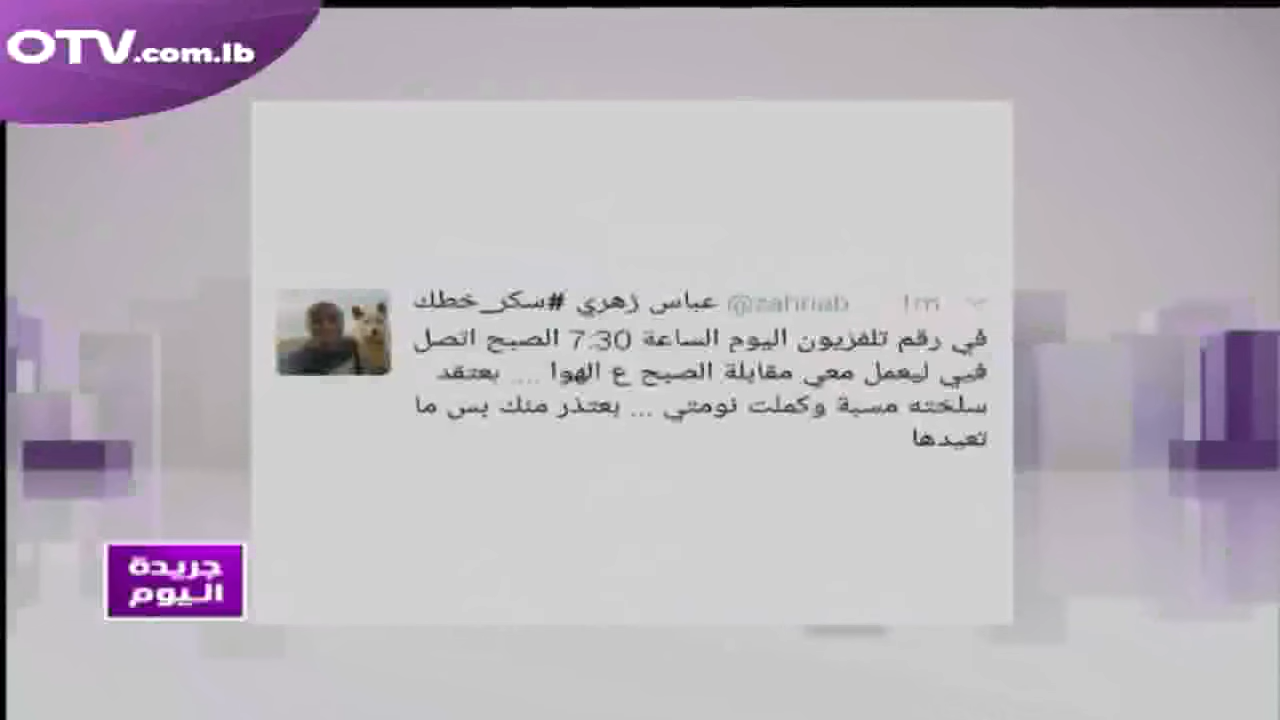 OTV.com.lb
عباس زهري #سكر_خطك @zahriab 1m
في رقم تلفزيون اليوم الساعة 7:30 الصبح اتصل
فيي ليعمل معي مقابلة الصبح ع الهوا .... بعتقد
سلخته مسبة وكملت نومتي ... بعتذر منك بس ما
تعيدها
جريدة
اليوم